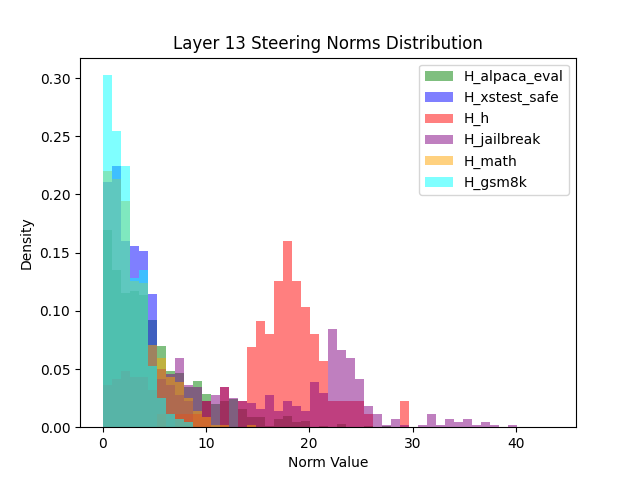 Layer 13 Steering Norms Distribution
0.30
0.25
0.20
0.15
0.10
0.05
0.00
Density
H_alpaca_eval
H_xstest_safe
H_h
H_jailbreak
H_math
H_gsm8k
0 10 20 30 40
Norm Value